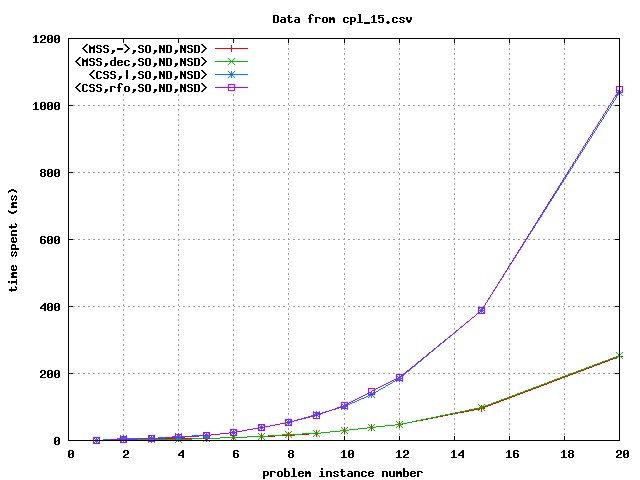 Data from cpl_15.csv
<MSS,->,SO,ND,NSD>
<MSS,dec,SO,ND,NSD>
<CSS,|,SO,ND,NSD>
<CSS,rfo,SO,ND,NSD>
1200
1000
800
600
400
200
0
time spent (ms)
0 2 4 6 8 10 12 14 16 18 20
problem instance number